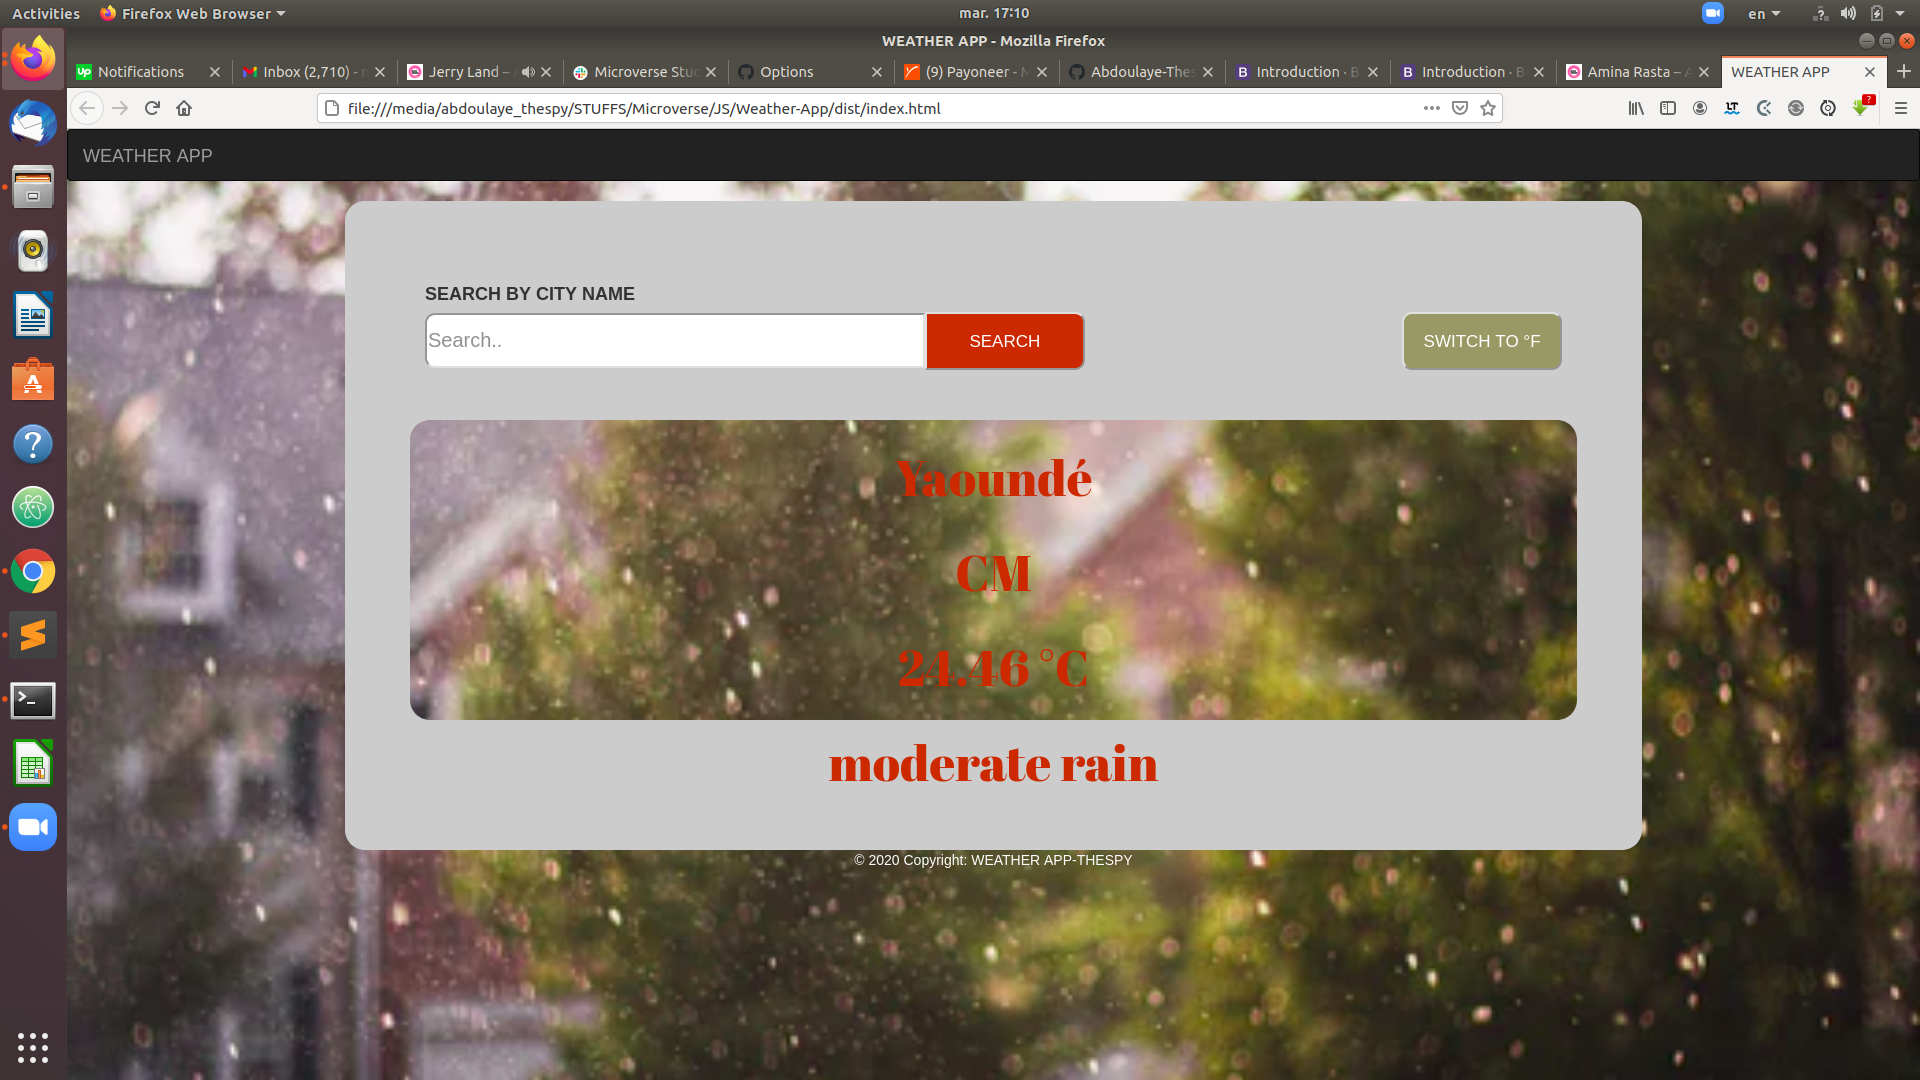 Activities
Firefox Web Browser
mar. 17:10
en
WEATHER APP - Mozilla Firefox
Notifications
Inbox (2,710) -
Jerry Land –
Microverse Stu
Options
(9) Payoneer -
Abdoulaye-Thes
Introduction · B
Introduction · B
Amina Rasta –
WEATHER APP
file:///media/abdoulaye_thespy/STUFFS/Microverse/JS/Weather-App/dist/index.html
WEATHER APP
SEARCH BY CITY NAME
Search..
SEARCH
SWITCH TO °F
Yaoundé
CM
24.46 °C
moderate rain
© 2020 Copyright: WEATHER APP-THESPY